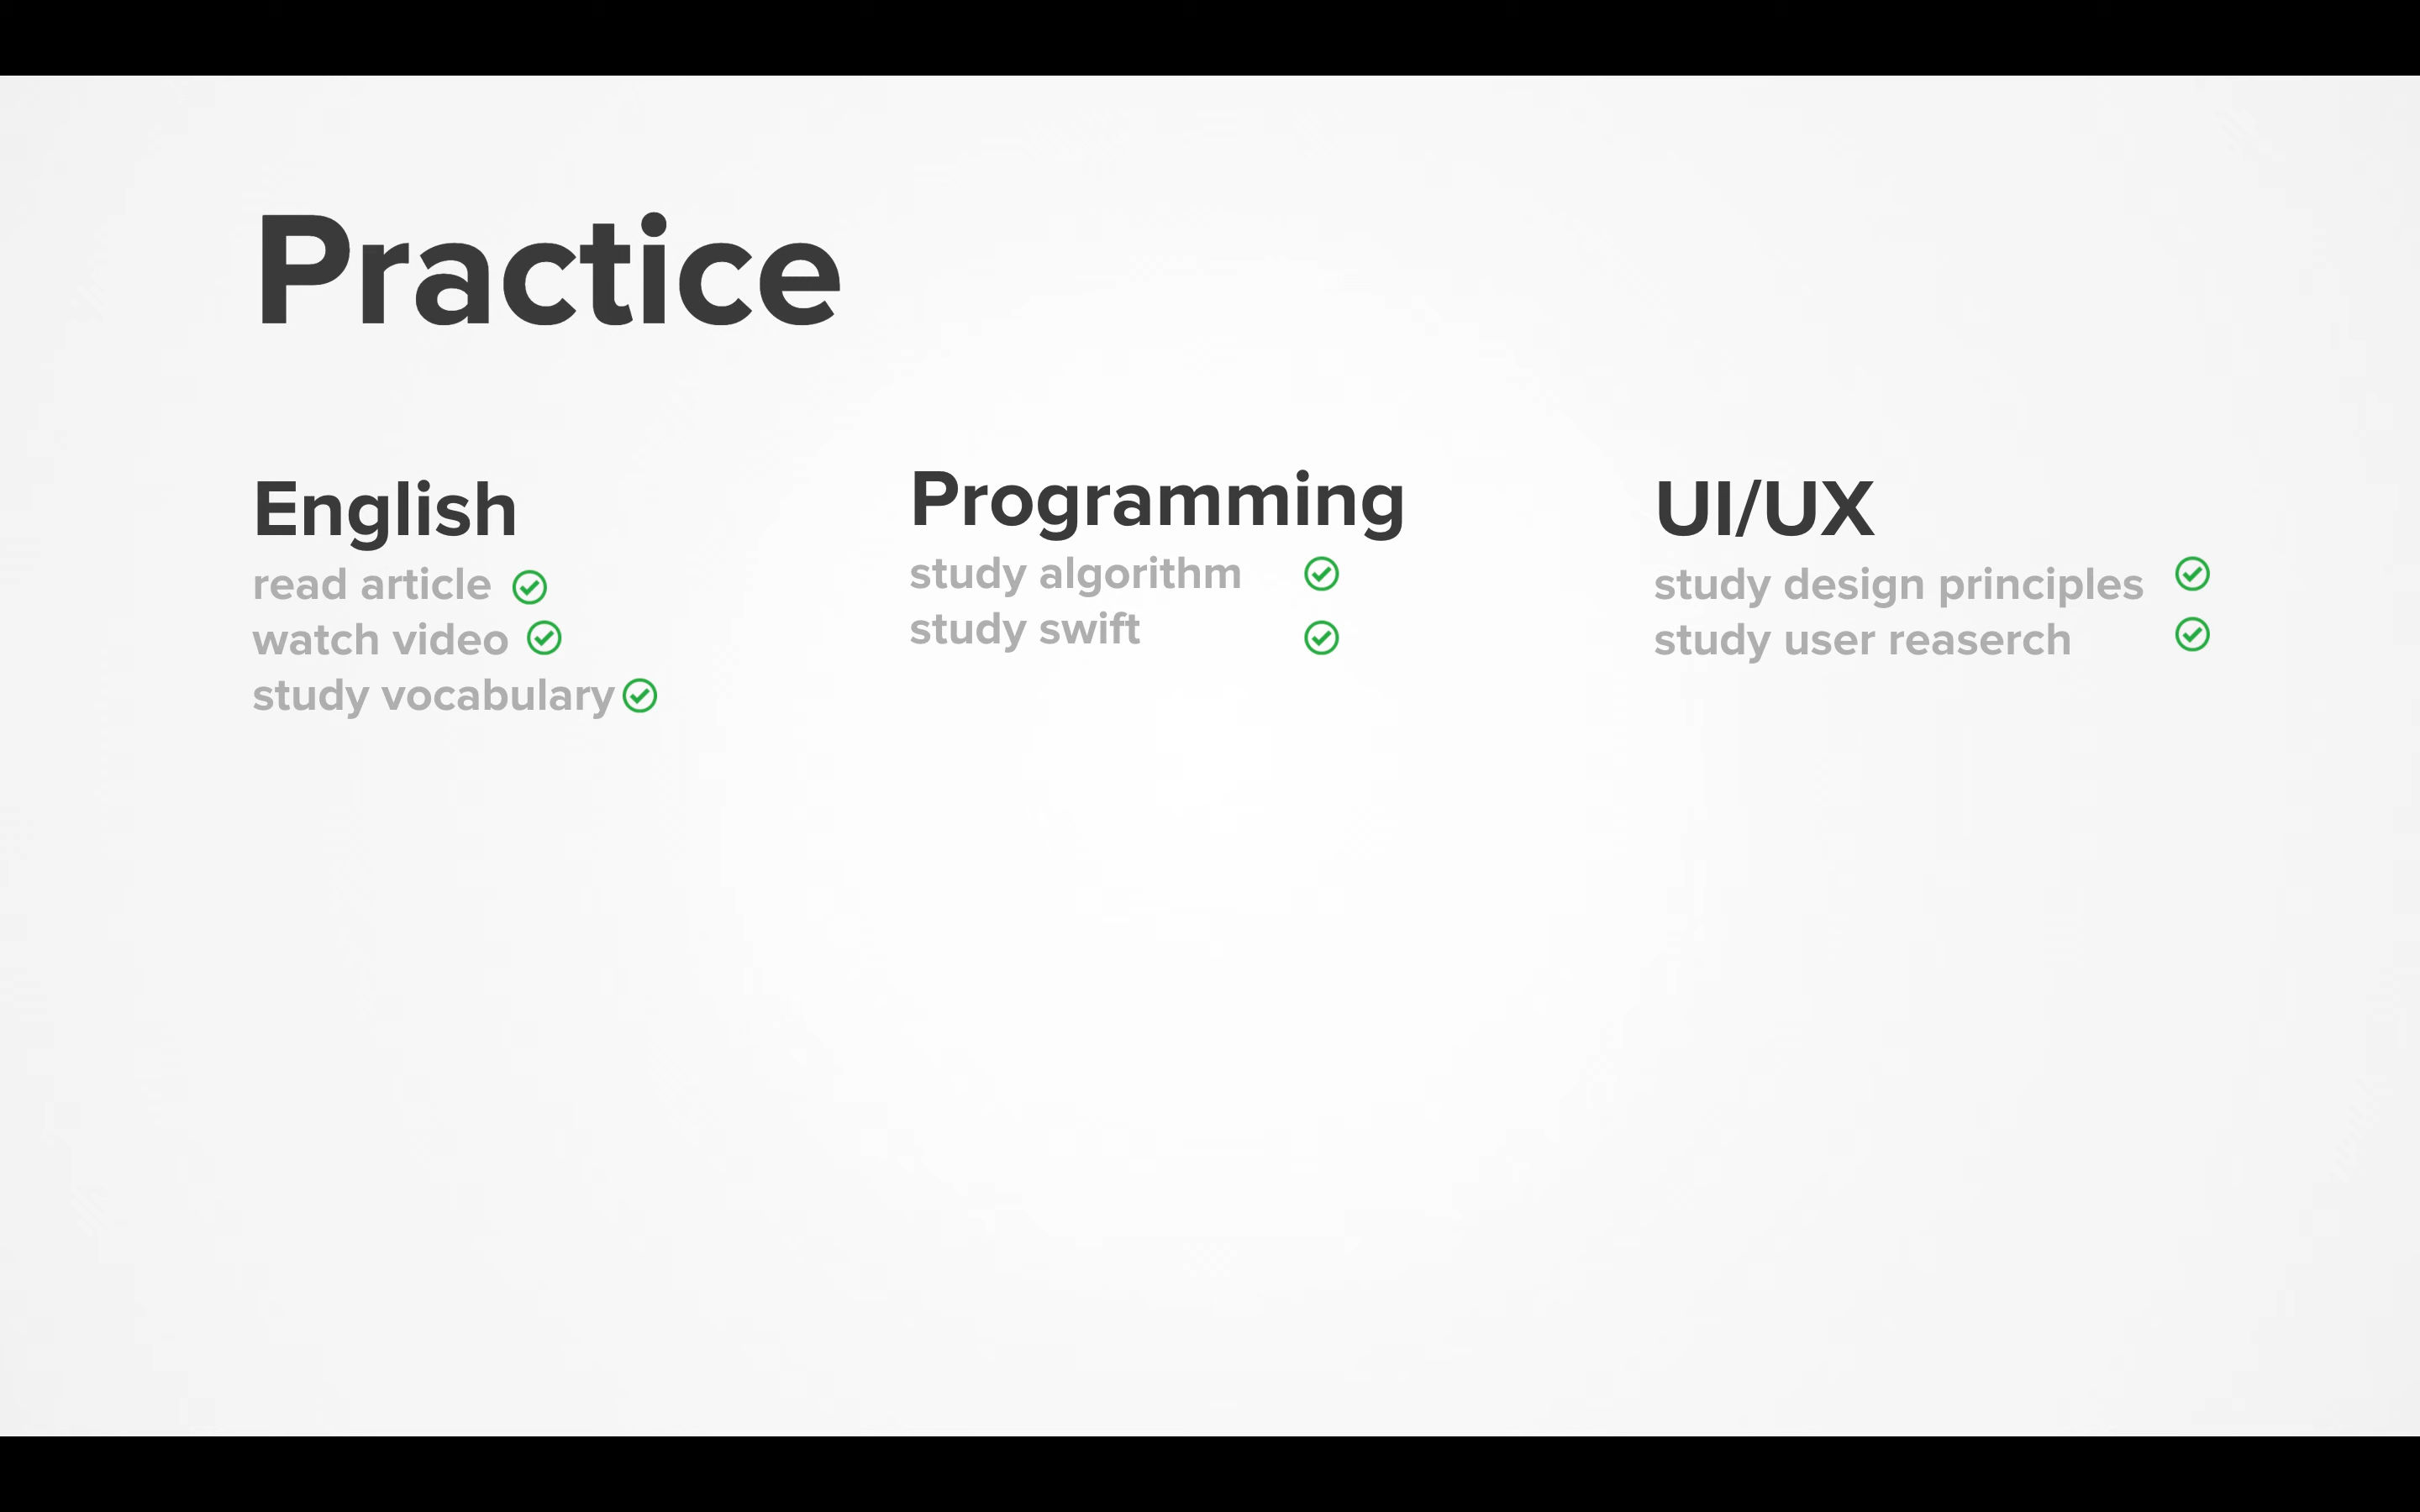 Practice
English
read article
watch video
study vocabulary
Programming
study algorithm
study swift
UI/UX
study design principles
study user reaserch